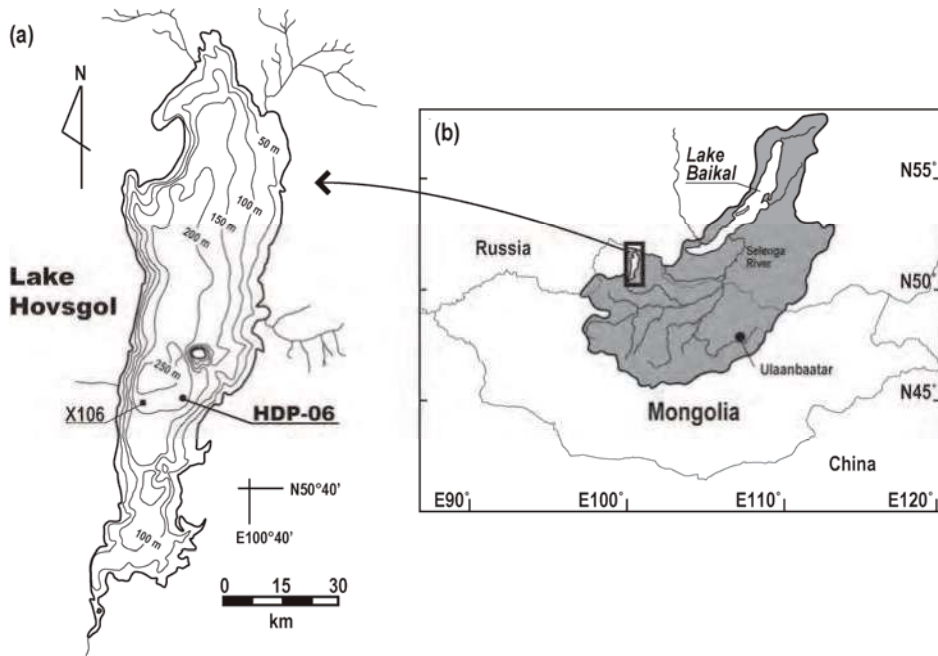 (a)
N
50 m
100 m
150 m
200 m
Lake
Hovsgol
250 m
X106
HDP-06
N50°40'
E100°40'
100 m
0 15 30
km
(b)
Lake
Baikal
N55°
Russia
Selenga
River
N50°
Ulaanbaatar
N45°
Mongolia
China
E90° E100° E110° E120°